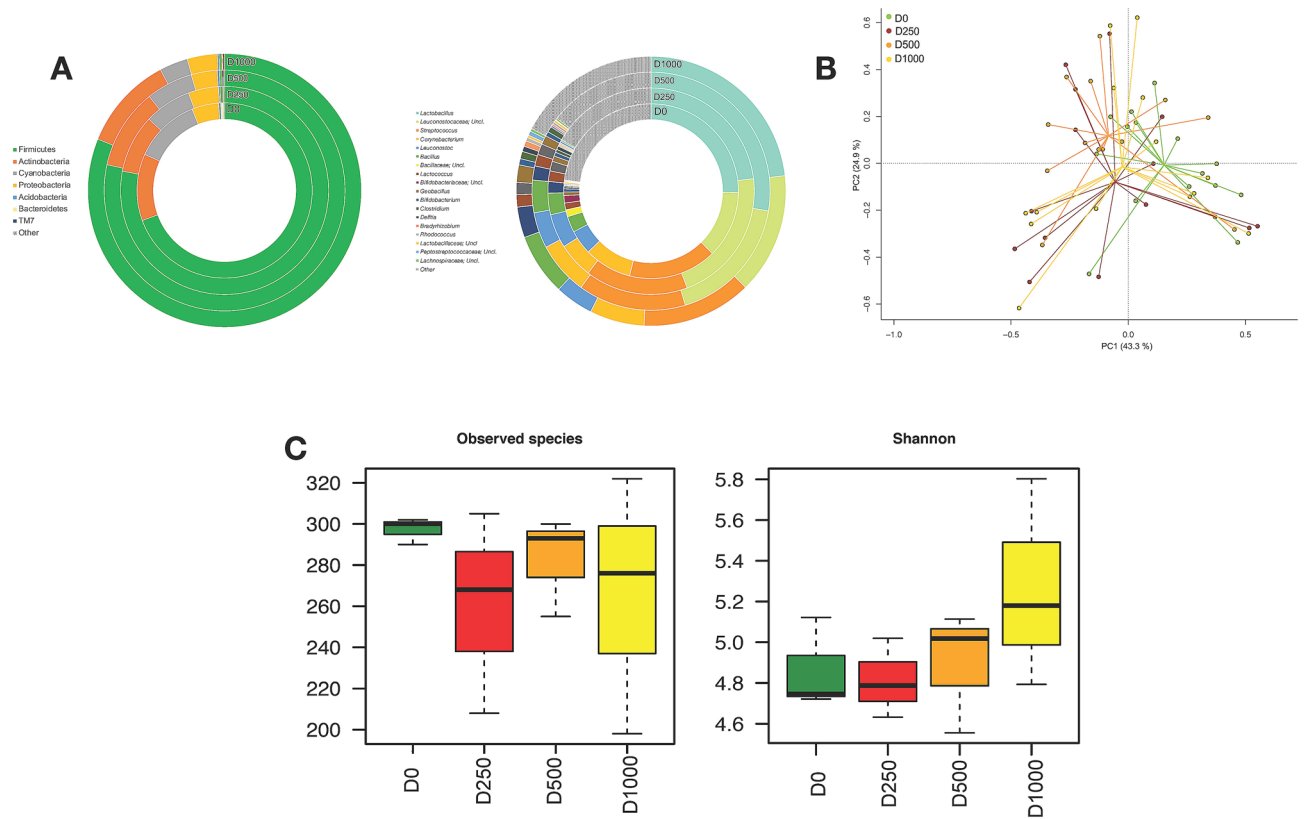 A
D1000
D500
D250
D0
Firmicutes
Actinobacteria
Cyanobacteria
Proteobacteria
Acidobacteria
Bacteroidetes
TM7
Other
D1000
D500
D250
D0
Lactobacillus
Leuconostocaceae; Uncl.
Streptococcus
Corynebacterium
Leuconostoc
Bacillus
Bacillaceae; Uncl.
Lactococcus
Bifidobacteriaceae; Uncl.
Geobacillus
Bifidobacterium
Clostridium
Delftia
Bradyrhizobium
Rhodococcus
Lactobacillaceae; Uncl
Peptostreptococcaceae; Uncl.
Lachnospiraceae; Uncl.
Other
B
D0
D250
D500
D1000
PC2 (24.9 %)
0.6
0.4
0.2
0.0
−0.2
−0.4
−0.6
−1.0
−0.5
0.0
0.5
PC1 (43.3 %)
C
Observed species
320
300
280
260
240
220
200
D0
D250
D500
D1000
Shannon
5.8
5.6
5.4
5.2
5.0
4.8
4.6
D0
D250
D500
D1000